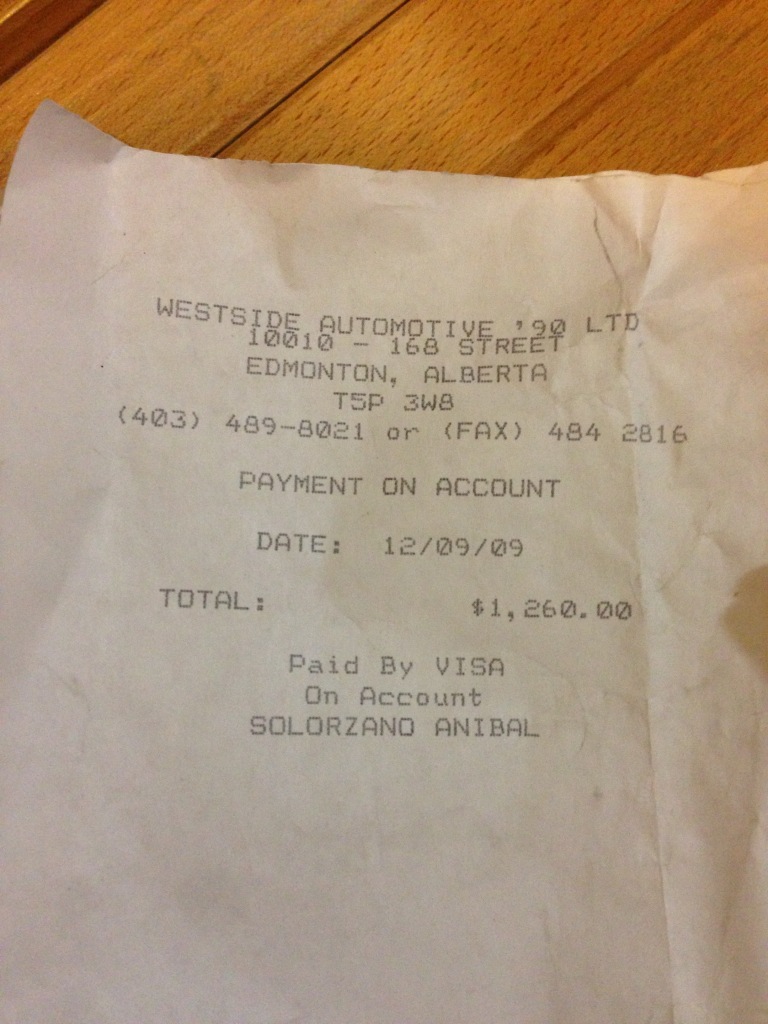 WESTSIDE AUTOMOTIVE '90 LTD
10010 - 168 STREET
EDMONTON, ALBERTA
T5P 3W8
(403) 489-8021 or (FAX) 484 2816
PAYMENT ON ACCOUNT
DATE: 12/09/09
TOTAL: $1,260.00
Paid By VISA
On Account
SOLORZANO ANIBAL